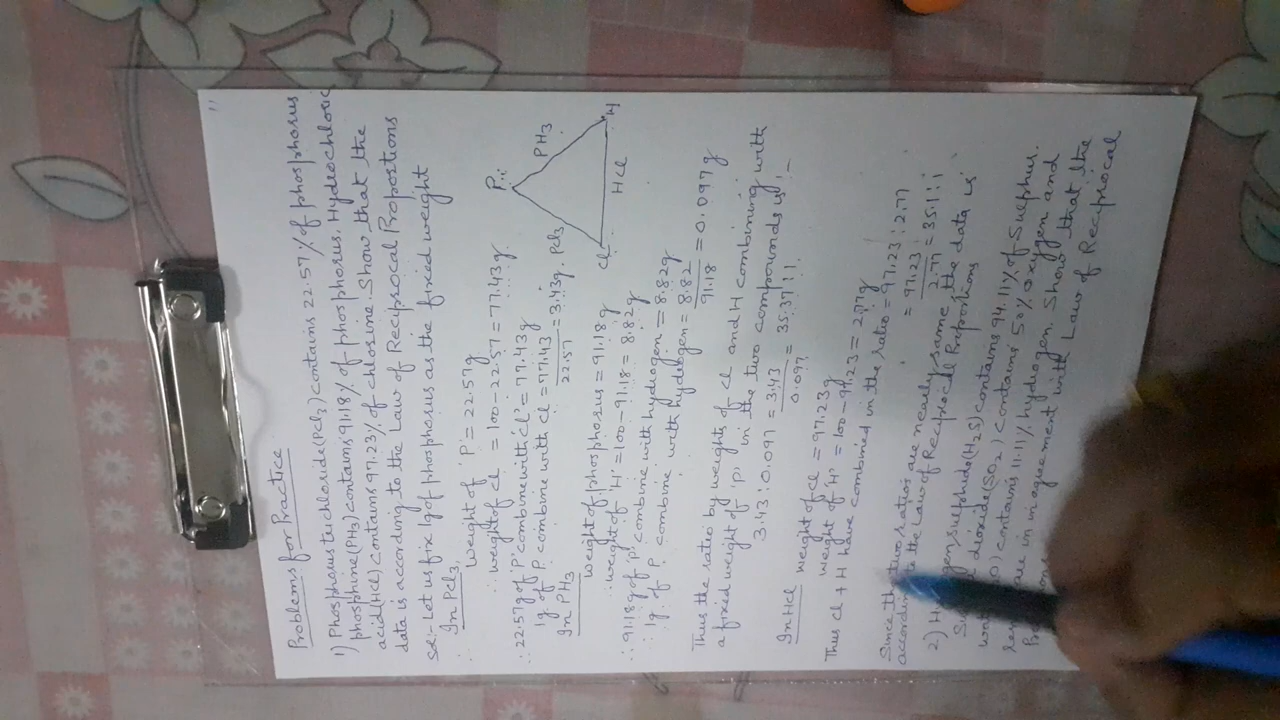 Problems for Practice
1) Phosphorus trichloride (PCl3) contains 22.57% of phosphorus
phosphine (PH3) contains 91.18% of phosphorus. Hydrochloric
acid (HCl) contains 97.23% of chlorine. Show that the
data is according to the Law of Reciprocal Proportions
Sol:- Let us fix 1g of phosphorus as the fixed weight
In PCl3
weight of 'P' = 22.57g
∴ weight of Cl = 100-22.57 = 77.43g
∴ 22.57g of 'P' combine with Cl = 77.43g
1g of P combine with Cl = 77.43/22.57 = 3.43g
P
PCl3
PH3
Cl
HCl
H
In PH3
weight of phosphorus = 91.18g
∴ weight of 'H' = 100-91.18 = 8.82g
∴ 91.18g of 'P' combine with hydrogen = 8.82g
∴ 1g of P combine with hydrogen = 8.82/91.18 = 0.097g
Thus the ratio by weights of Cl and H combining with
a fixed weight of 'P' in the two compounds is :-
3.43 : 0.097 = 3.43/0.097 = 35.37:1
In HCl
weight of Cl = 97.23g
weight of 'H' = 100-97.23 = 2.77g
Thus Cl + H have combined in the ratio = 97.23 : 2.77
= 97.23/2.77 = 35.1:1
Since the two ratios are nearly same the data is
according to the Law of Reciprocal Proportions
2) sulphide (H2S) contains 94.11% of Sulphur.
dioxide (SO2) contains 50% oxygen and
contains 11.11% hydrogen. Show that the
are in agreement with Law of Reciprocal